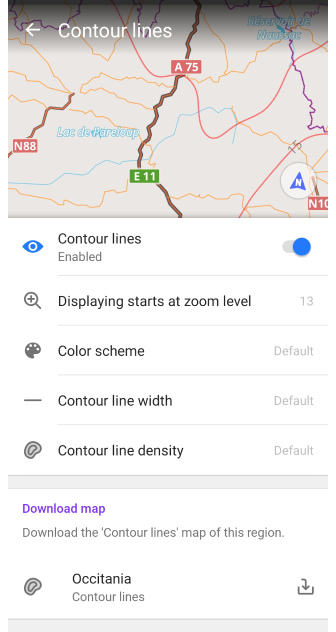 Contour lines
Réservoir de
Naussac
A 75
Lac de Pareloup
N88
E 11
N
N10
Contour lines
Enabled
Displaying starts at zoom level 13
Color scheme Default
Contour line width Default
Contour line density Default
Download map
Download the 'Contour lines' map of this region.
Occitania
Contour lines